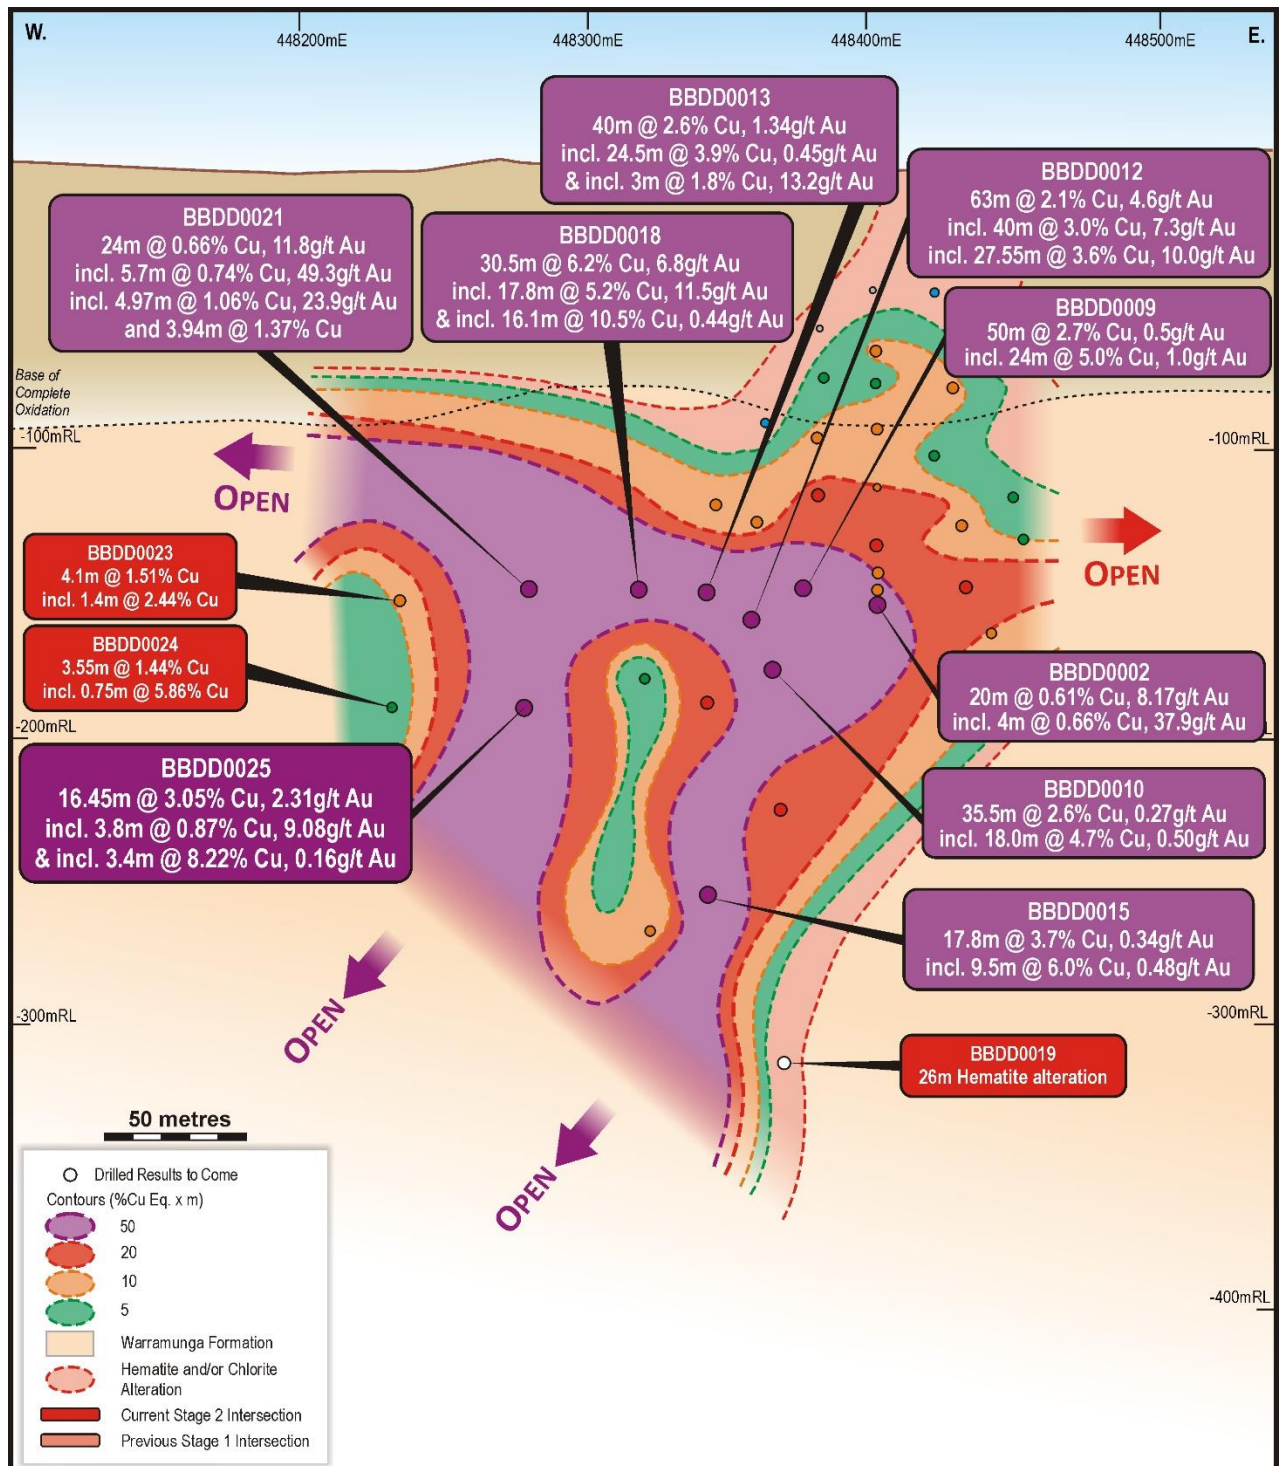 W.
448200mE
448300mE
448400mE
448500mE
E.
BBDD0013
40m @ 2.6% Cu, 1.34g/t Au
incl. 24.5m @ 3.9% Cu, 0.45g/t Au
& incl. 3m @ 1.8% Cu, 13.2g/t Au
BBDD0012
63m @ 2.1% Cu, 4.6g/t Au
incl. 40m @ 3.0% Cu, 7.3g/t Au
incl. 27.55m @ 3.6% Cu, 10.0g/t Au
BBDD0021
24m @ 0.66% Cu, 11.8g/t Au
incl. 5.7m @ 0.74% Cu, 49.3g/t Au
incl. 4.97m @ 1.06% Cu, 23.9g/t Au
and 3.94m @ 1.37% Cu
BBDD0018
30.5m @ 6.2% Cu, 6.8g/t Au
incl. 17.8m @ 5.2% Cu, 11.5g/t Au
& incl. 16.1m @ 10.5% Cu, 0.44g/t Au
BBDD0009
50m @ 2.7% Cu, 0.5g/t Au
incl. 24m @ 5.0% Cu, 1.0g/t Au
Base of
Complete
Oxidation
-100mRL
-100mRL
OPEN
OPEN
BBDD0023
4.1m @ 1.51% Cu
incl. 1.4m @ 2.44% Cu
BBDD0024
3.55m @ 1.44% Cu
incl. 0.75m @ 5.86% Cu
BBDD0002
20m @ 0.61% Cu, 8.17g/t Au
incl. 4m @ 0.66% Cu, 37.9g/t Au
-200mRL
L
BBDD0025
16.45m @ 3.05% Cu, 2.31g/t Au
incl. 3.8m @ 0.87% Cu, 9.08g/t Au
& incl. 3.4m @ 8.22% Cu, 0.16g/t Au
BBDD0010
35.5m @ 2.6% Cu, 0.27g/t Au
incl. 18.0m @ 4.7% Cu, 0.50g/t Au
BBDD0015
17.8m @ 3.7% Cu, 0.34g/t Au
incl. 9.5m @ 6.0% Cu, 0.48g/t Au
OPEN
-300mRL
-300mRL
BBDD0019
26m Hematite alteration
OPEN
50 metres
Drilled Results to Come
Contours (%Cu Eq. x m)
50
20
10
5
Warramunga Formation
Hematite and/or Chlorite
Alteration
Current Stage 2 Intersection
Previous Stage 1 Intersection
-400mRL